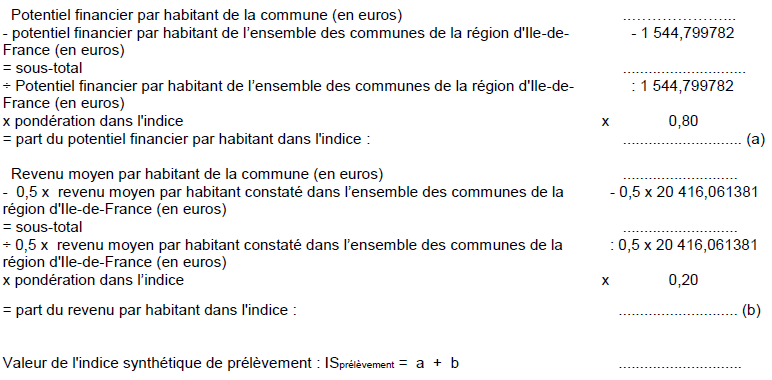 Potentiel financier par habitant de la commune (en euros) ........................
- potentiel financier par habitant de l'ensemble des communes de la région d'Ile-de- - 1 544,799782
France (en euros)
= sous-total .............................
÷ Potentiel financier par habitant de l'ensemble des communes de la région d'Ile-de- : 1 544,799782
France (en euros)
x pondération dans l'indice x 0,80
= part du potentiel financier par habitant dans l'indice : ............................ (a)
Revenu moyen par habitant de la commune (en euros) ...........................
- 0,5 x revenu moyen par habitant constaté dans l'ensemble des communes de la - 0,5 x 20 416,061381
région d'Ile-de-France (en euros)
= sous-total ...........................
÷ 0,5 x revenu moyen par habitant constaté dans l'ensemble des communes de la : 0,5 x 20 416,061381
région d'Ile-de-France (en euros)
x pondération dans l'indice x 0,20
= part du revenu par habitant dans l'indice : ............................ (b)
Valeur de l'indice synthétique de prélèvement : ISprélèvement = a + b .............................